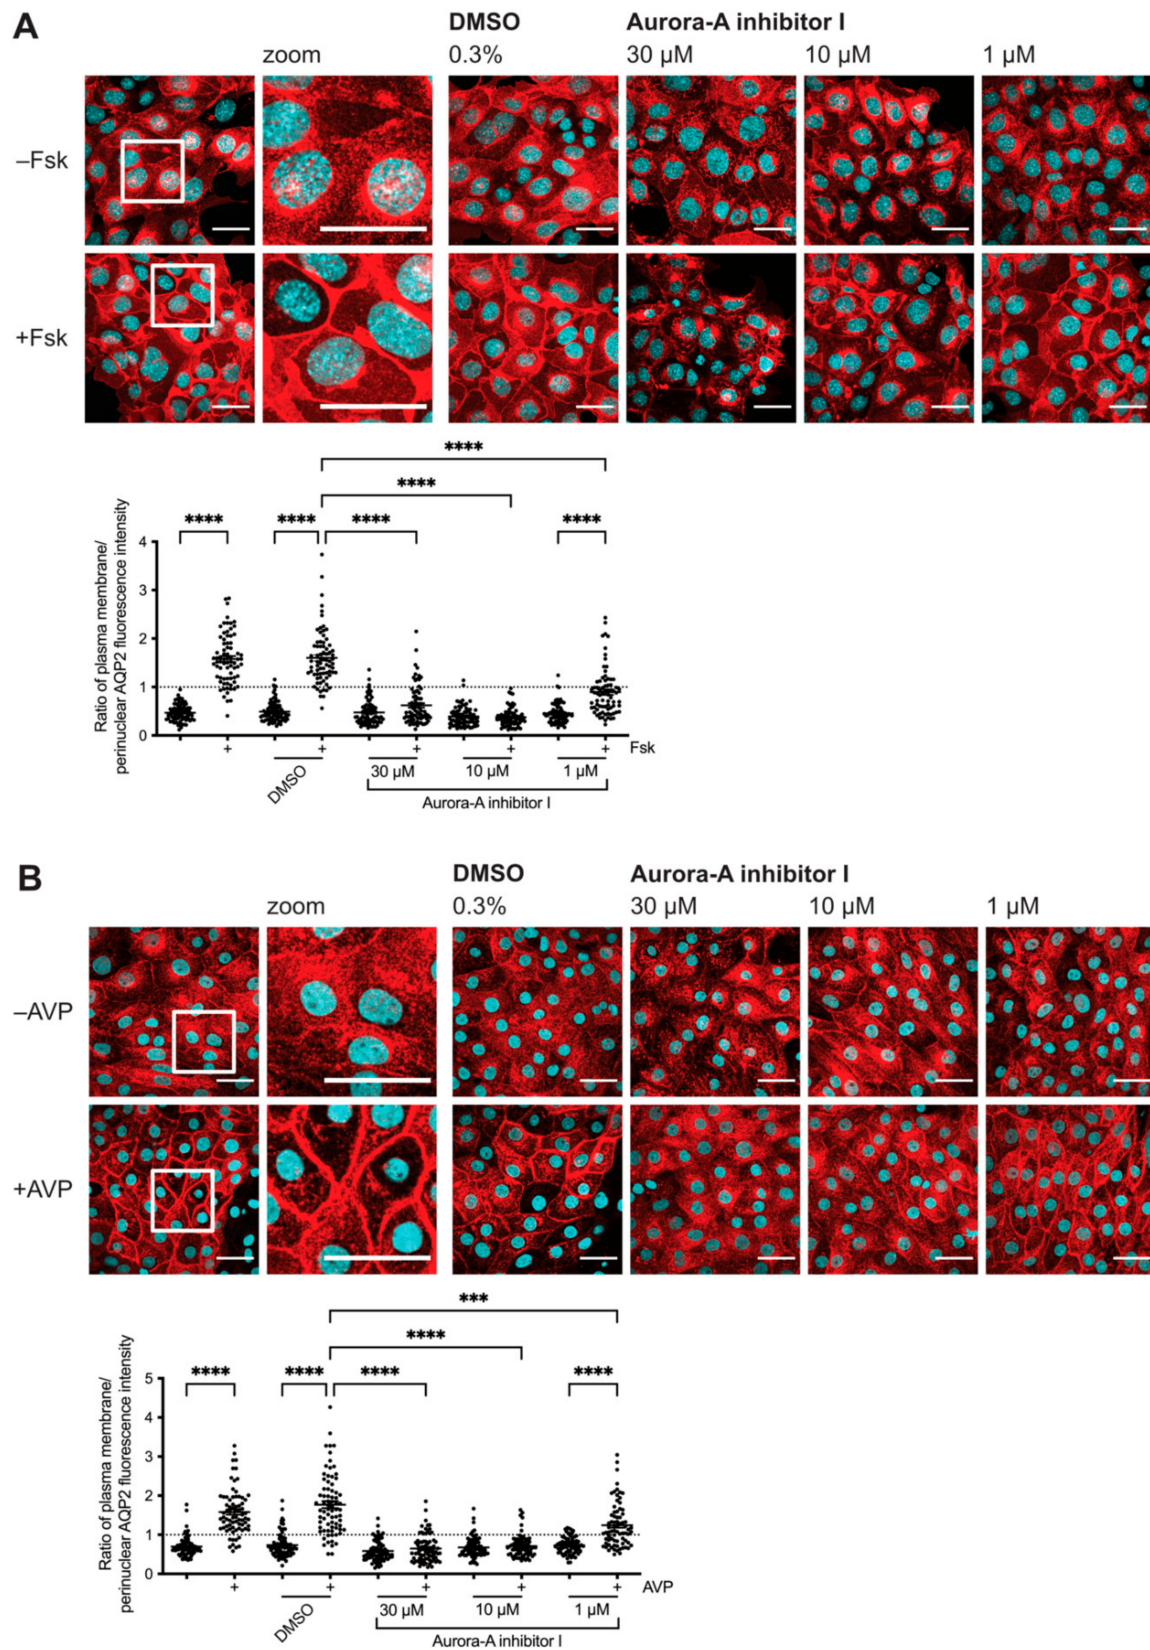 A
DMSO
Aurora-A inhibitor I
zoom
0.3%
30 µM
10 µM
1 µM
–Fsk
+Fsk
****
****
****
****
****
****
Ratio of plasma membrane/
perinuclear AQP2 fluorescence intensity
4
3
2
1
0
+
+
+
+
+
Fsk
DMSO
30 µM
10 µM
1 µM
Aurora-A inhibitor I
B
DMSO
Aurora-A inhibitor I
zoom
0.3%
30 µM
10 µM
1 µM
–AVP
+AVP
***
****
****
****
****
****
Ratio of plasma membrane/
perinuclear AQP2 fluorescence intensity
5
4
3
2
1
0
+
+
+
+
+
AVP
DMSO
30 µM
10 µM
1 µM
Aurora-A inhibitor I